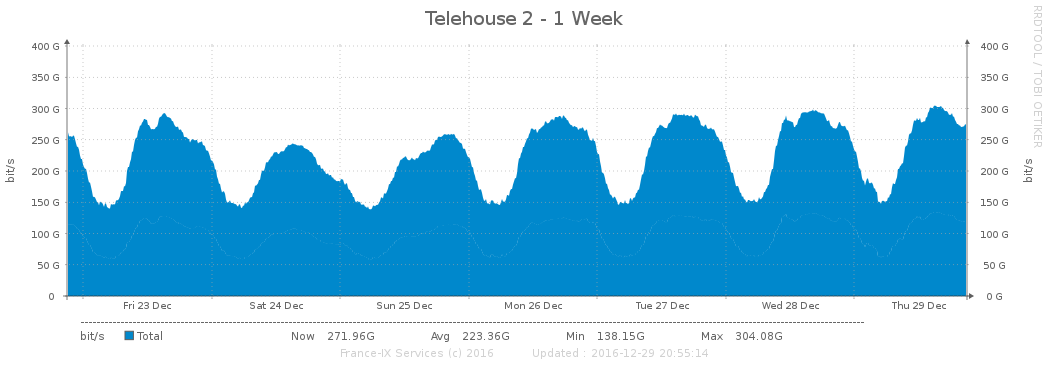 Telehouse 2 - 1 Week
RRDTOOL / TOBI OETIKER
bit/s
bit/s
400 G 400 G
350 G 350 G
300 G 300 G
250 G 250 G
200 G 200 G
150 G 150 G
100 G 100 G
50 G 50 G
0 0 G
Fri 23 Dec Sat 24 Dec Sun 25 Dec Mon 26 Dec Tue 27 Dec Wed 28 Dec Thu 29 Dec
bit/s Total Now 271.96G Avg 223.36G Min 138.15G Max 304.08G
France-IX Services (c) 2016 Updated : 2016-12-29 20:55:14